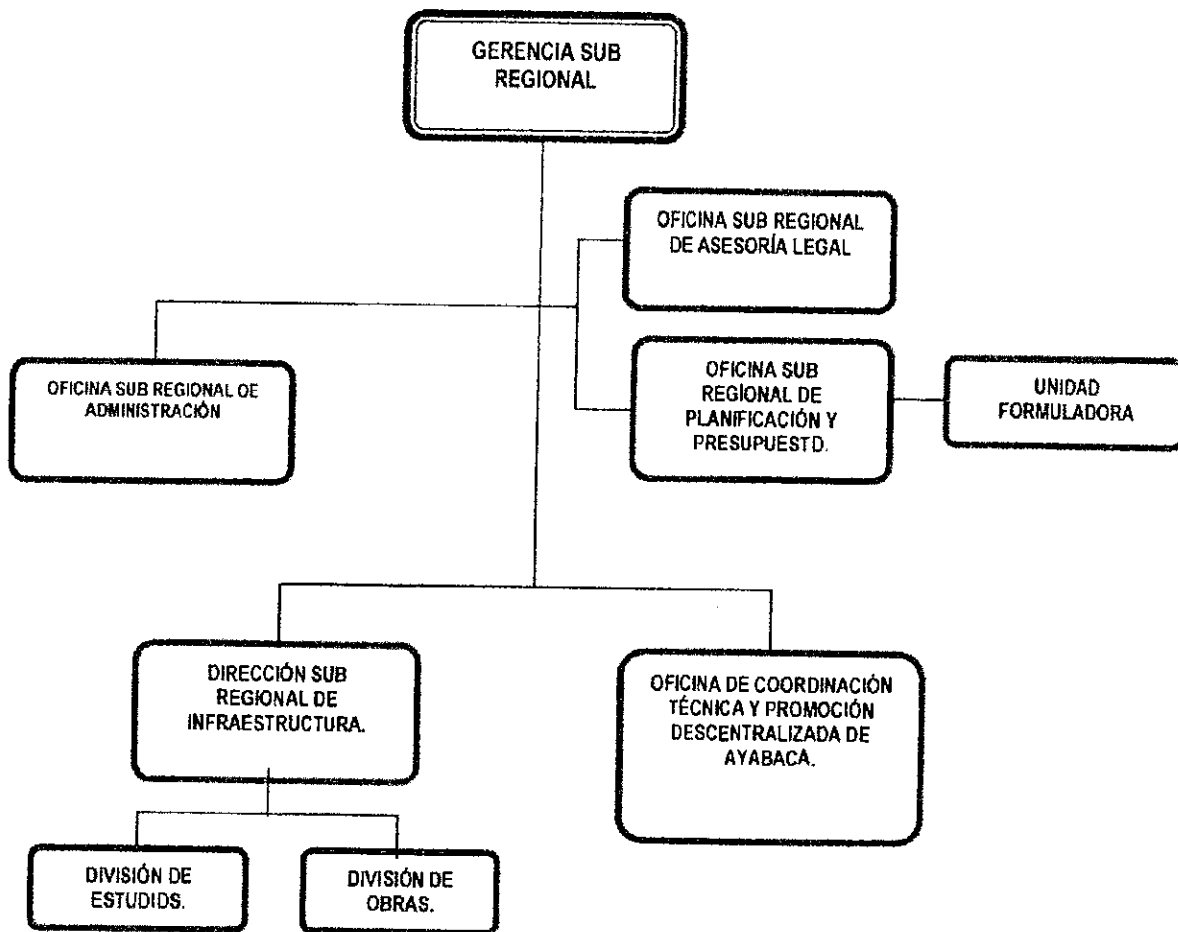 GERENCIA SUB
REGIONAL
OFICINA SUB REGIONAL
DE ASESORÍA LEGAL
OFICINA SUB REGIONAL OE
ADMINISTRACIÓN
OFICINA SUB
REGIONAL DE
PLANIFICACIÓN Y
PRESUPUESTD.
UNIDAD
FORMULADORA
DIRECCIÓN SUB
REGIONAL DE
INFRAESTRUCTURA.
OFICINA DE COORDINACIÓN
TÉCNICA Y PROMOCIÓN
DESCENTRALIZADA DE
AYABACA.
DIVISIÓN DE
ESTUDIDS.
DIVISIÓN DE
OBRAS.